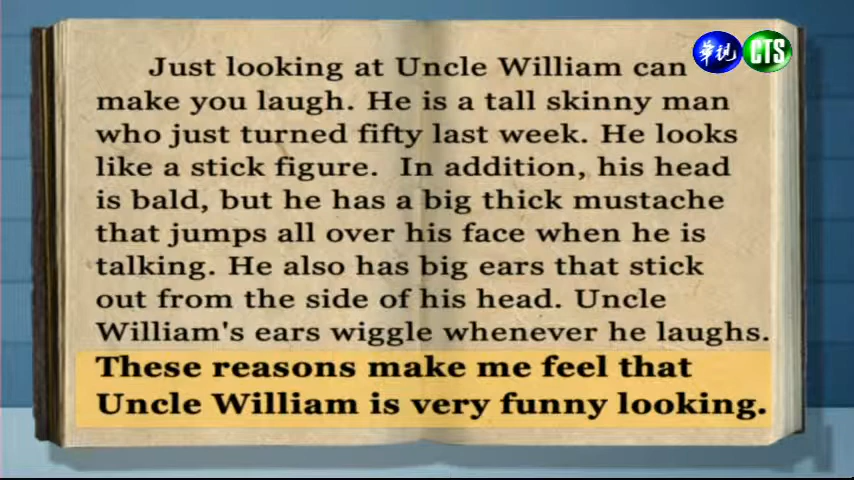 華視 CTS
Just looking at Uncle William can
make you laugh. He is a tall skinny man
who just turned fifty last week. He looks
like a stick figure.  In addition, his head
is bald, but he has a big thick mustache
that jumps all over his face when he is
talking. He also has big ears that stick
out from the side of his head. Uncle
William's ears wiggle whenever he laughs.
These reasons make me feel that
Uncle William is very funny looking.